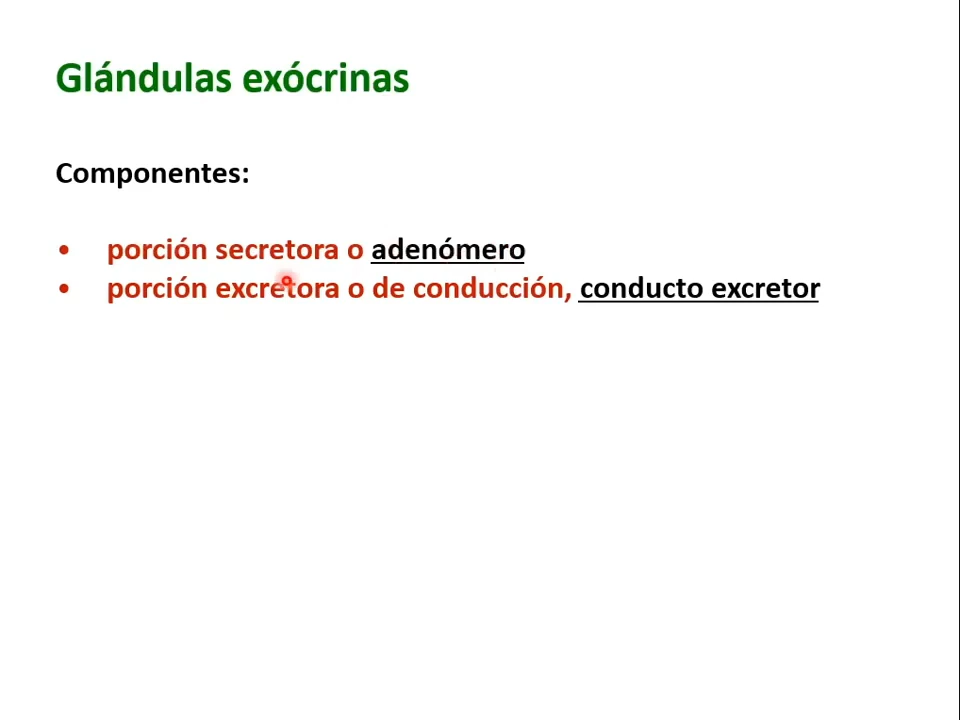 Glándulas exócrinas
Componentes:
• porción secretora o adenómero
• porción excretora o de conducción, conducto excretor